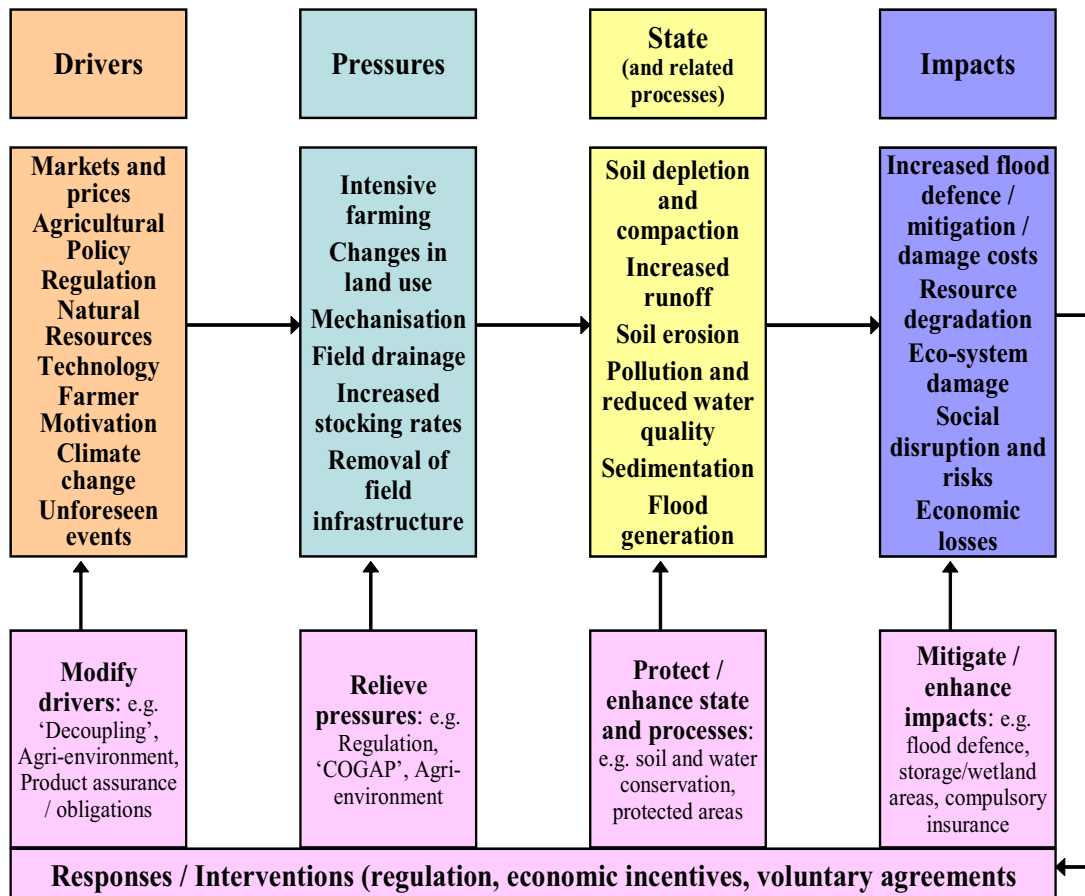 Drivers
Pressures
State
(and related
processes)
Impacts
Markets and
prices
Agricultural
Policy
Regulation
Natural
Resources
Technology
Farmer
Motivation
Climate
change
Unforeseen
events
Intensive
farming
Changes in
land use
Mechanisation
Field drainage
Increased
stocking rates
Removal of
field
infrastructure
Soil depletion
and
compaction
Increased
runoff
Soil erosion
Pollution and
reduced water
quality
Sedimentation
Flood
generation
Increased flood
defence /
mitigation /
damage costs
Resource
degradation
Eco-system
damage
Social
disruption and
risks
Economic
losses
Modify
drivers: e.g.
‘Decoupling’,
Agri-environment,
Product assurance
/ obligations
Relieve
pressures: e.g.
Regulation,
‘COGAP’, Agri-
environment
Protect /
enhance state
and processes:
e.g. soil and water
conservation,
protected areas
Mitigate /
enhance
impacts: e.g.
flood defence,
storage/wetland
areas, compulsory
insurance
Responses / Interventions (regulation, economic incentives, voluntary agreements